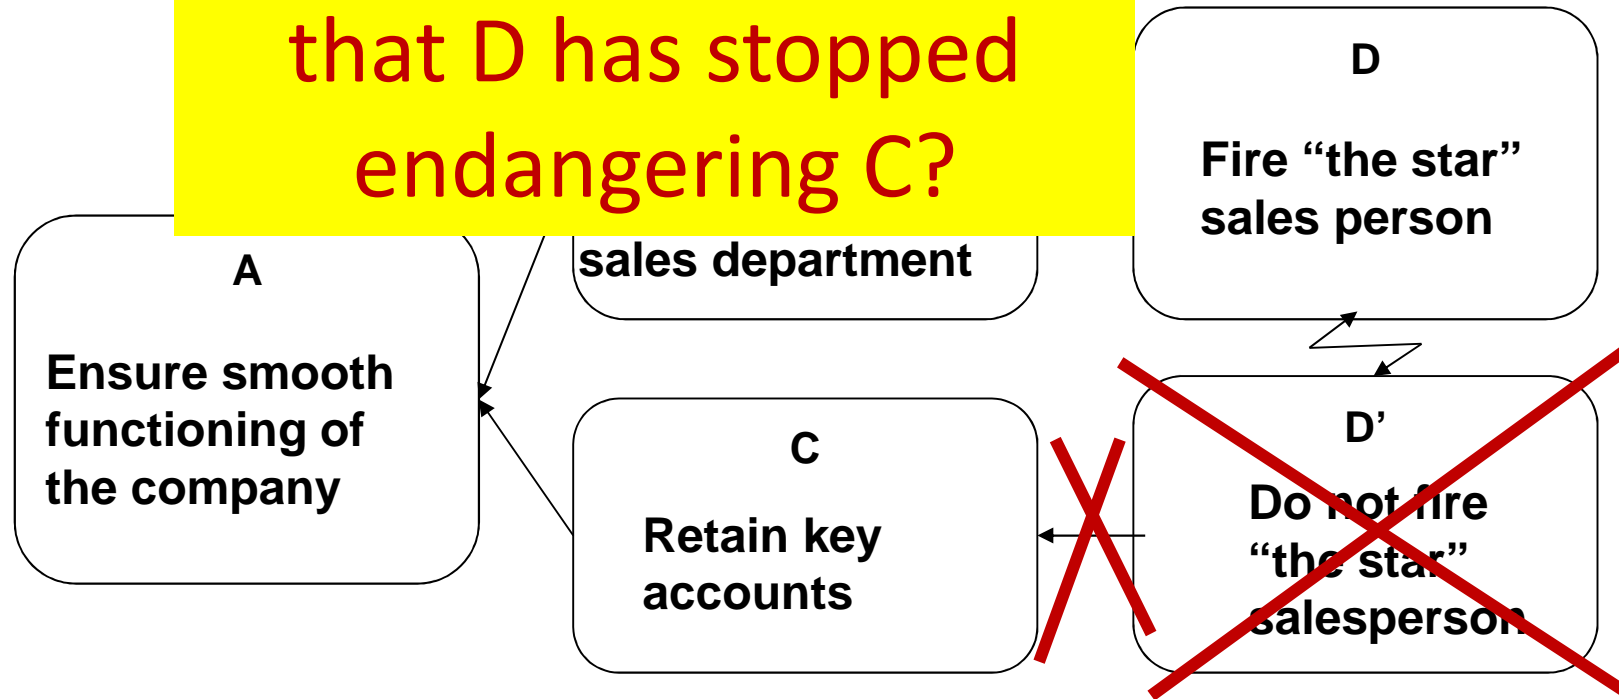 that D has stopped
endangering C?
D
Fire “the star”
sales person
sales department
A
Ensure smooth
functioning of
the company
C
Retain key
accounts
D’
Do not fire
“the star”
salesperson